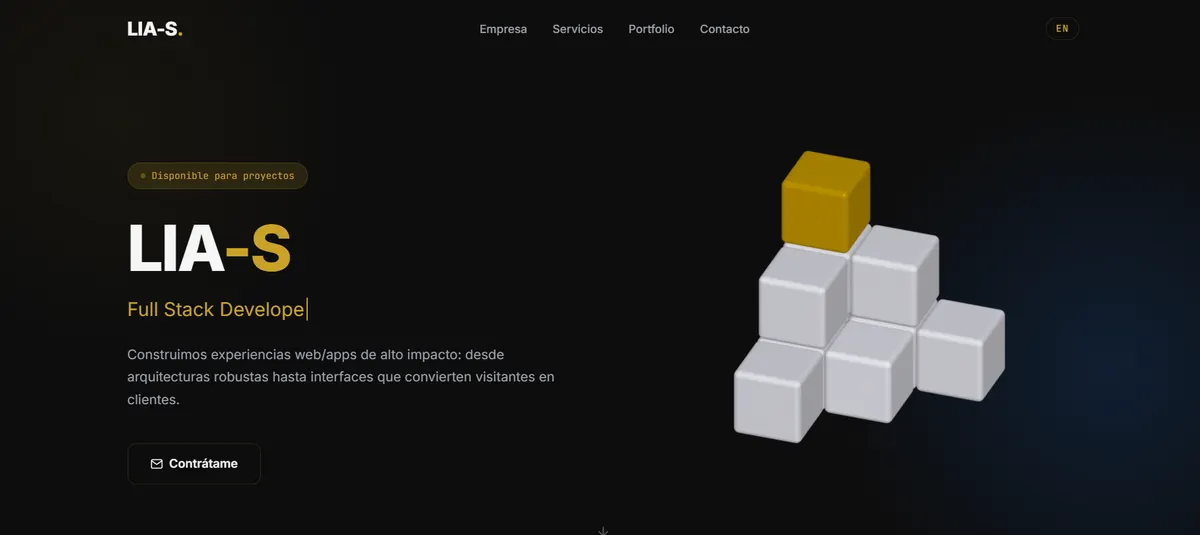 LIA-S.
Empresa
Servicios
Portfolio
Contacto
EN
Disponible para proyectos
LIA-S
Full Stack Develope
Construimos experiencias web/apps de alto impacto: desde
arquitecturas robustas hasta interfaces que convierten visitantes en
clientes.
Contrátame